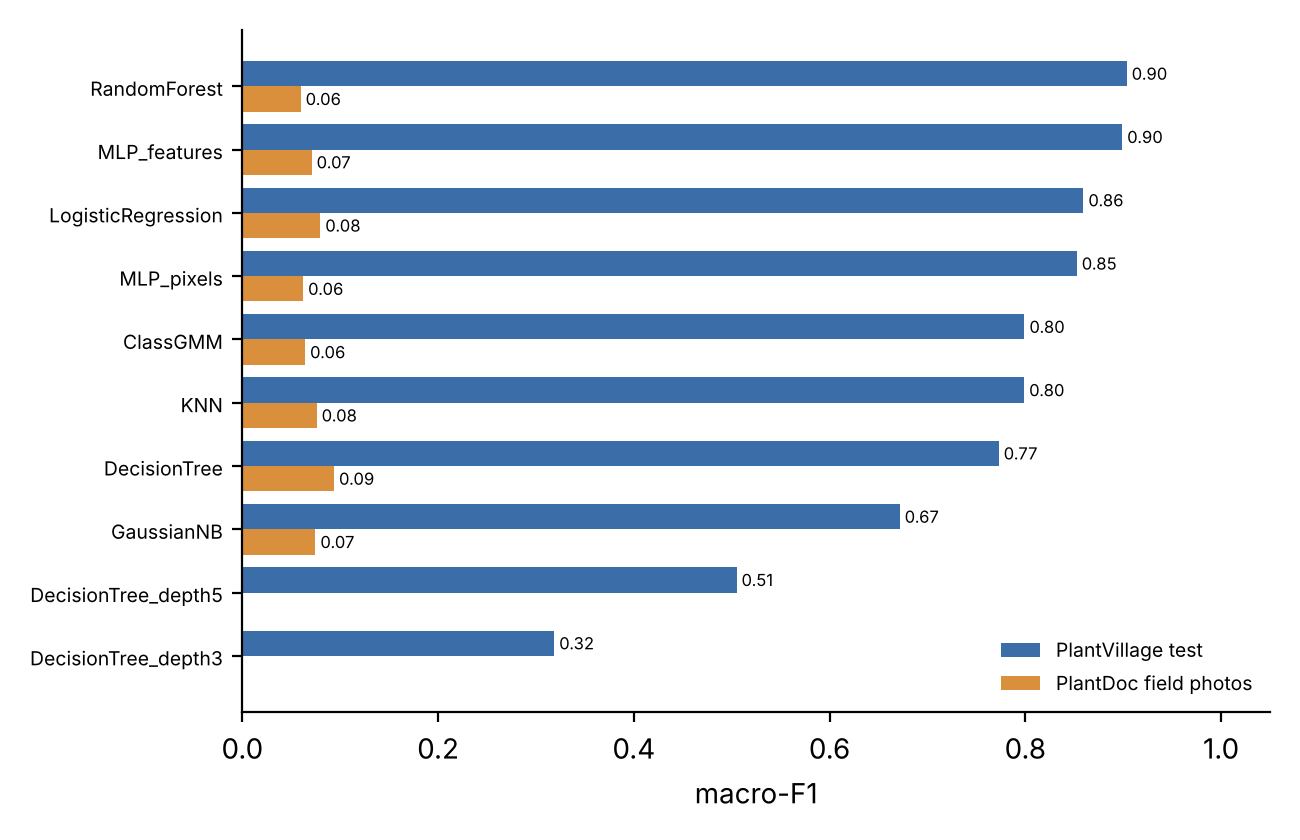 RandomForest
0.90
0.06
MLP_features
0.90
0.07
LogisticRegression
0.86
0.08
MLP_pixels
0.85
0.06
ClassGMM
0.80
0.06
KNN
0.80
0.08
DecisionTree
0.77
0.09
GaussianNB
0.67
0.07
DecisionTree_depth5
0.51
DecisionTree_depth3
0.32
PlantVillage test
PlantDoc field photos
0.0 0.2 0.4 0.6 0.8 1.0
macro-F1